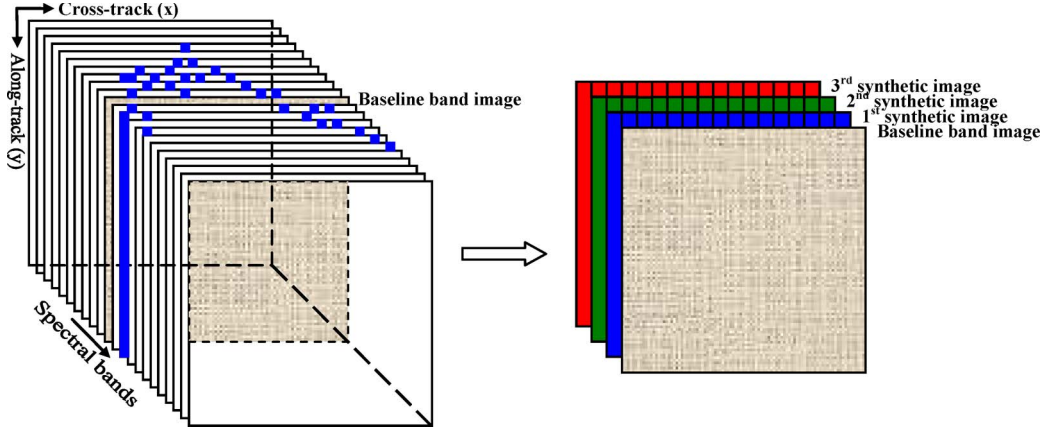 Cross-track (x)
Along-track (y)
Baseline band image
Spectral bands
3rd synthetic image
2nd synthetic image
1st synthetic image
Baseline band image